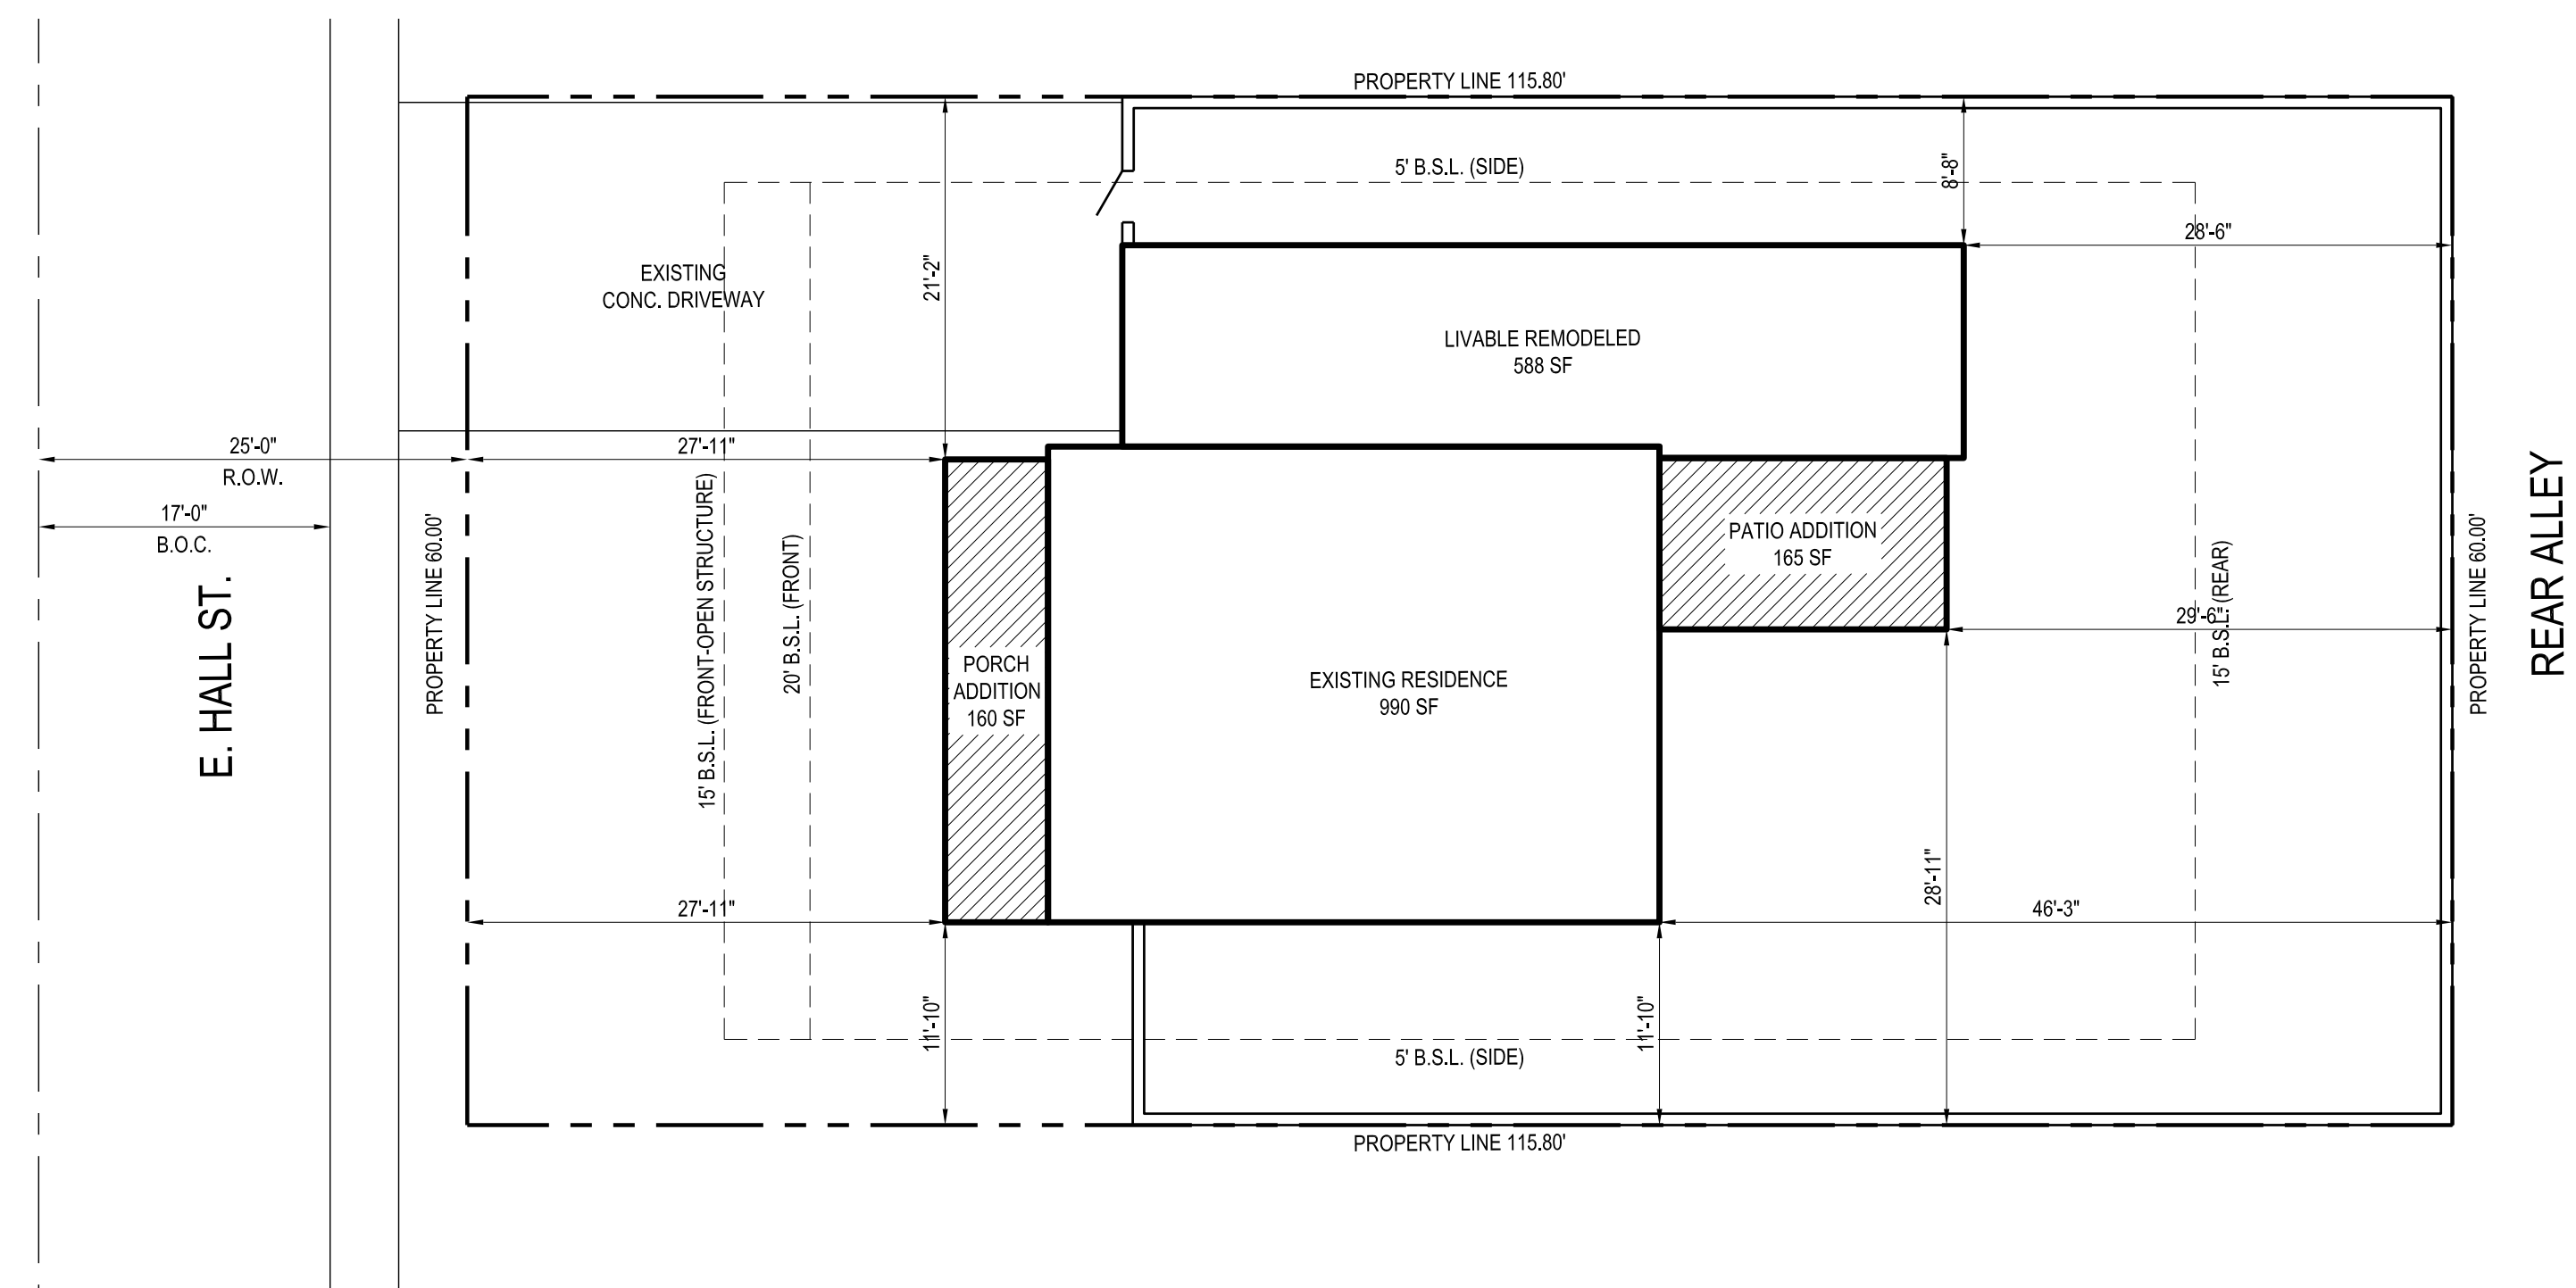 PROPERTY LINE 115.80'
5' B.S.L. (SIDE)
8'-8"
28'-6"
21'-2"
EXISTING
CONC. DRIVEWAY
LIVABLE REMODELED
588 SF
25'-0"
R.O.W.
27'-11"
17'-0"
B.O.C.
E. HALL ST.
PROPERTY LINE 60.00'
15' B.S.L. (FRONT-OPEN STRUCTURE)
20' B.S.L. (FRONT)
PORCH
ADDITION
160 SF
EXISTING RESIDENCE
990 SF
PATIO ADDITION
165 SF
29'-6"
15' B.S.L. (REAR)
PROPERTY LINE 60.00'
REAR ALLEY
27'-11"
28'-11"
46'-3"
11'-10"
11'-10"
5' B.S.L. (SIDE)
PROPERTY LINE 115.80'